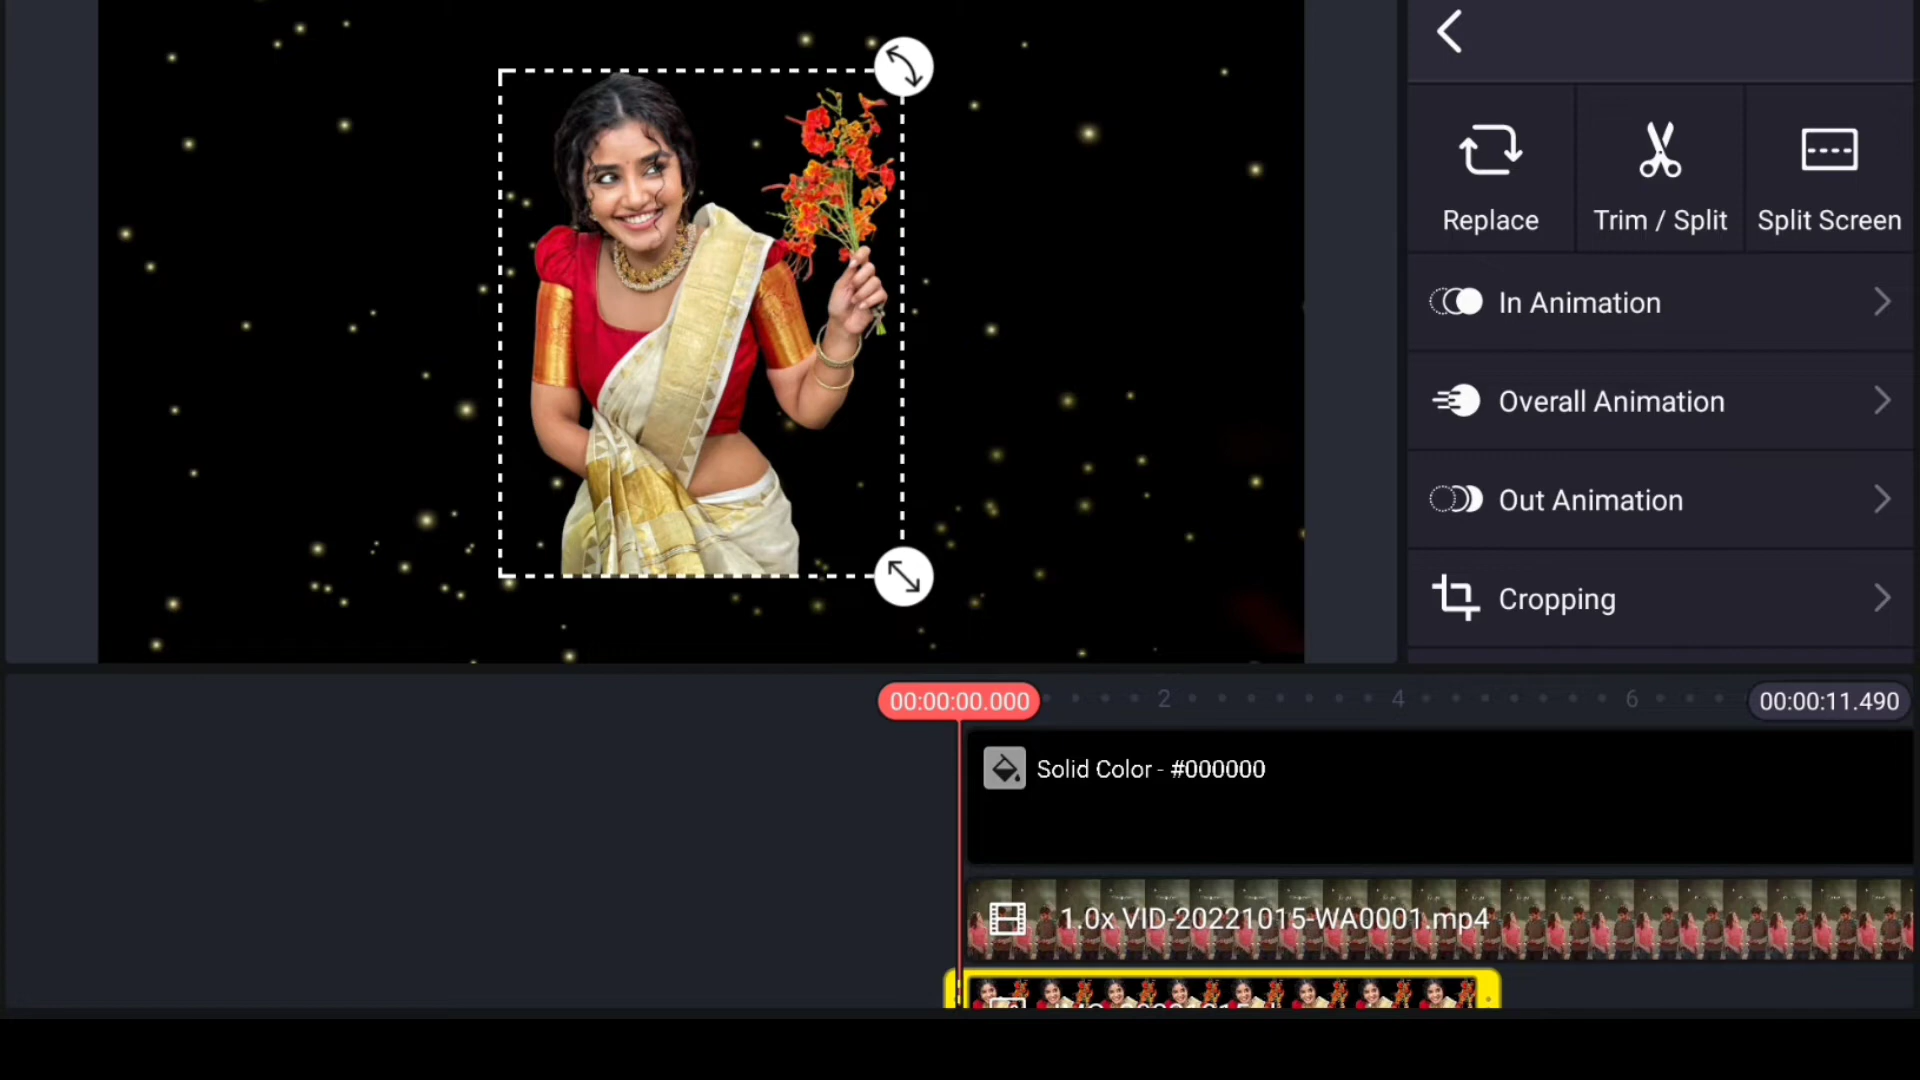 Replace
Trim / Split
Split Screen
In Animation
Overall Animation
Out Animation
Cropping
00:00:00.000
2
4
6
00:00:11.490
Solid Color - #000000
1.0x VID-20221015-WA0001.mp4